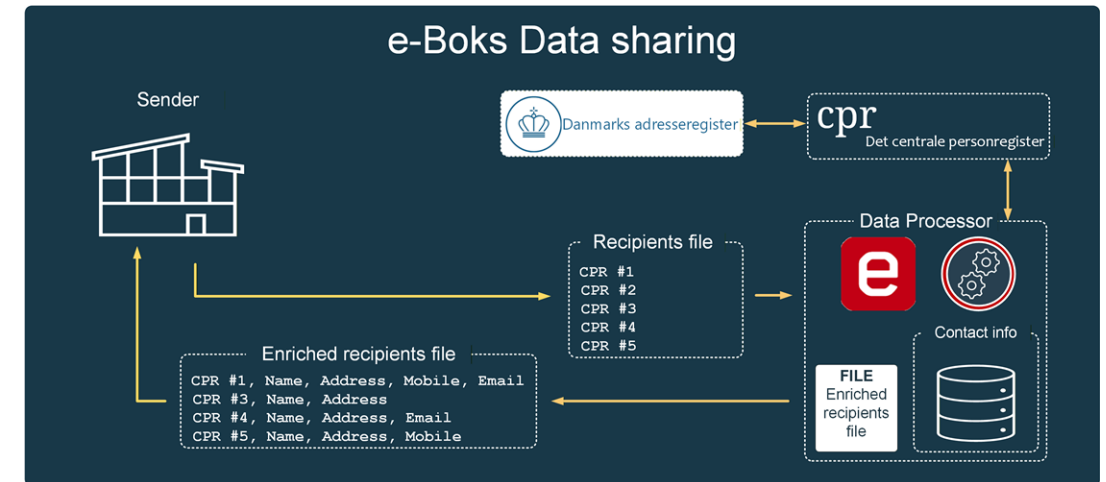 e-Boks Data sharing
Sender
Danmarks adresseregister
cpr
Det centrale personregister
Data Processor
e
Recipients file
CPR #1
CPR #2
CPR #3
CPR #4
CPR #5
Contact info
Enriched recipients file
CPR #1, Name, Address, Mobile, Email
CPR #3, Name, Address
CPR #4, Name, Address, Email
CPR #5, Name, Address, Mobile
FILE
Enriched
recipients
file